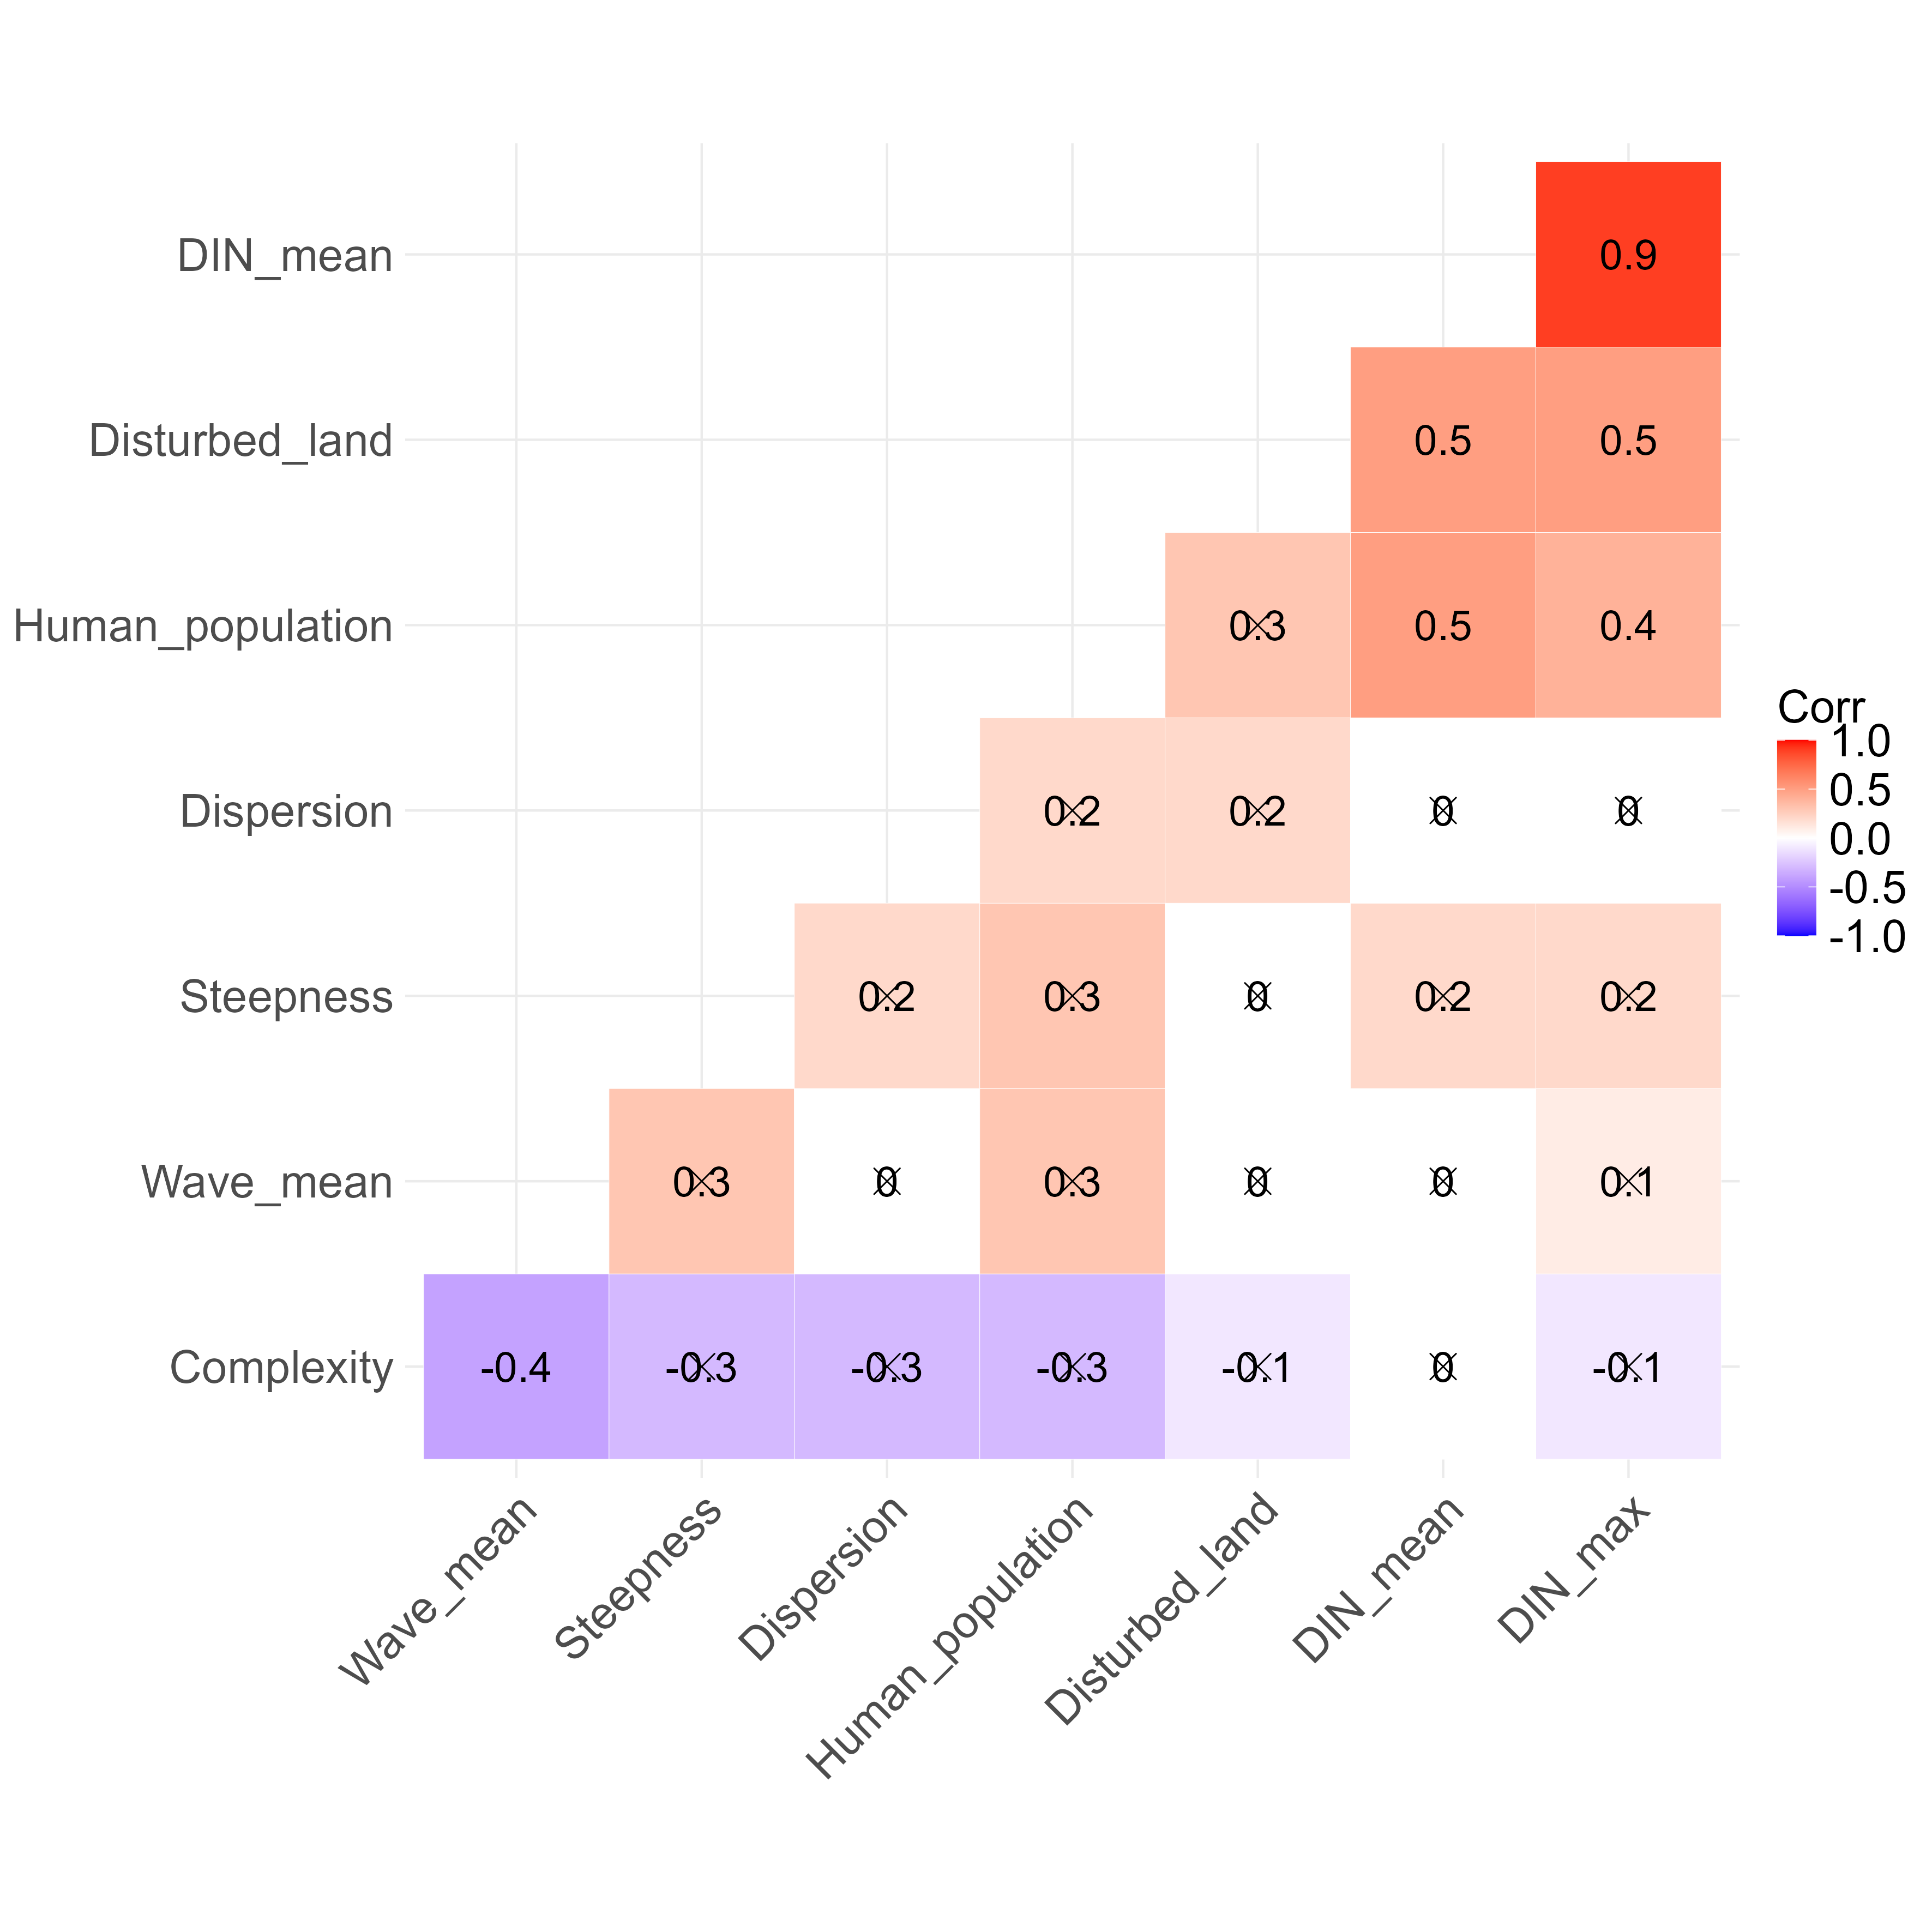 DIN_mean 0.9
Disturbed_land 0.5 0.5
Human_population 0.3 0.5 0.4
Dispersion 0.2 0.2 0 0
Steepness 0.2 0.3 0 0.2 0.2
Wave_mean 0.3 0 0.3 0 0 0.1
Complexity -0.4 -0.3 -0.3 -0.3 -0.1 0 -0.1
Wave_mean
Steepness
Dispersion
Human_population
Disturbed_land
DIN_mean
DIN_max
Corr
1.0
0.5
0.0
-0.5
-1.0